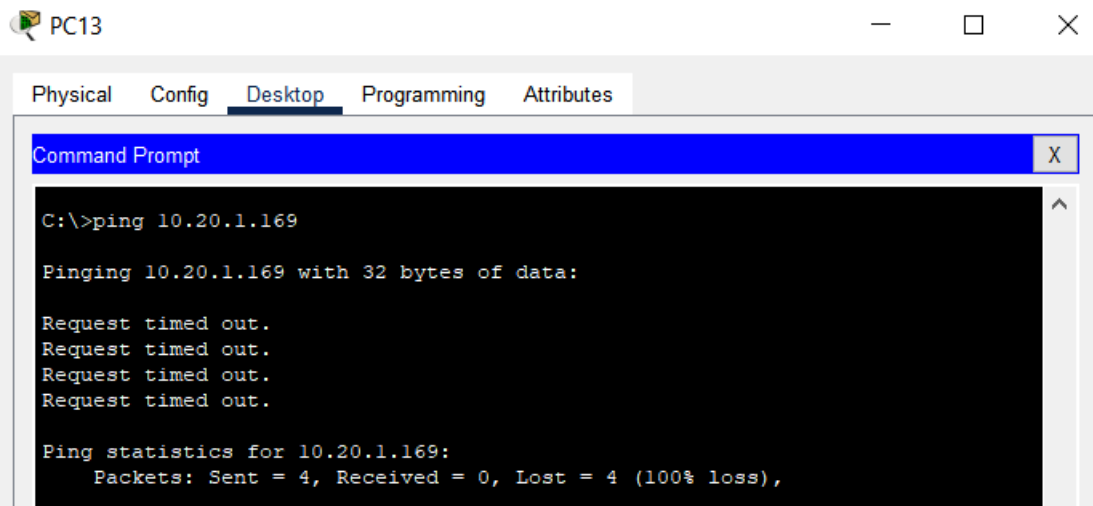 PC13
Physical Config Desktop Programming Attributes
Command Prompt X
C:\>ping 10.20.1.169
Pinging 10.20.1.169 with 32 bytes of data:
Request timed out.
Request timed out.
Request timed out.
Request timed out.
Ping statistics for 10.20.1.169:
Packets: Sent = 4, Received = 0, Lost = 4 (100% loss),